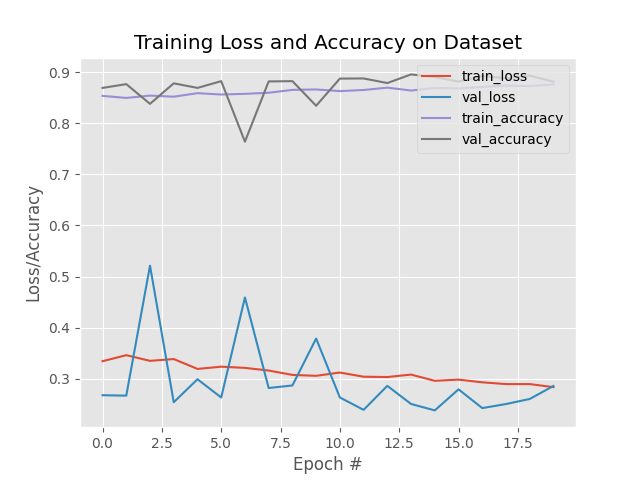 Training Loss and Accuracy on Dataset
0.9
0.8
0.7
0.6
0.5
0.4
0.3
Loss/Accuracy
train_loss
val_loss
train_accuracy
val_accuracy
0.0 2.5 5.0 7.5 10.0 12.5 15.0 17.5
Epoch #